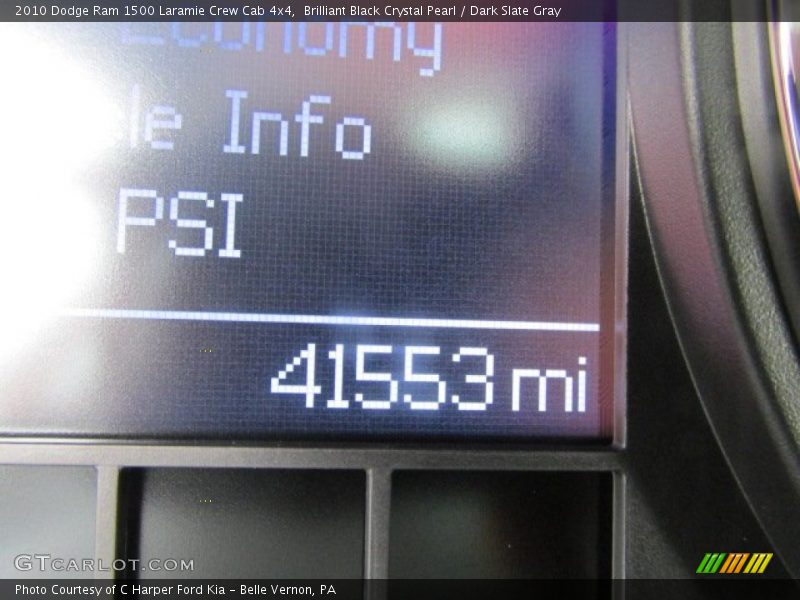 2010 Dodge Ram 1500 Laramie Crew Cab 4x4,  Brilliant Black Crystal Pearl / Dark Slate Gray
Economy
le Info
PSI
41553 mi
GTCARLOT.COM
Photo Courtesy of C Harper Ford Kia - Belle Vernon, PA